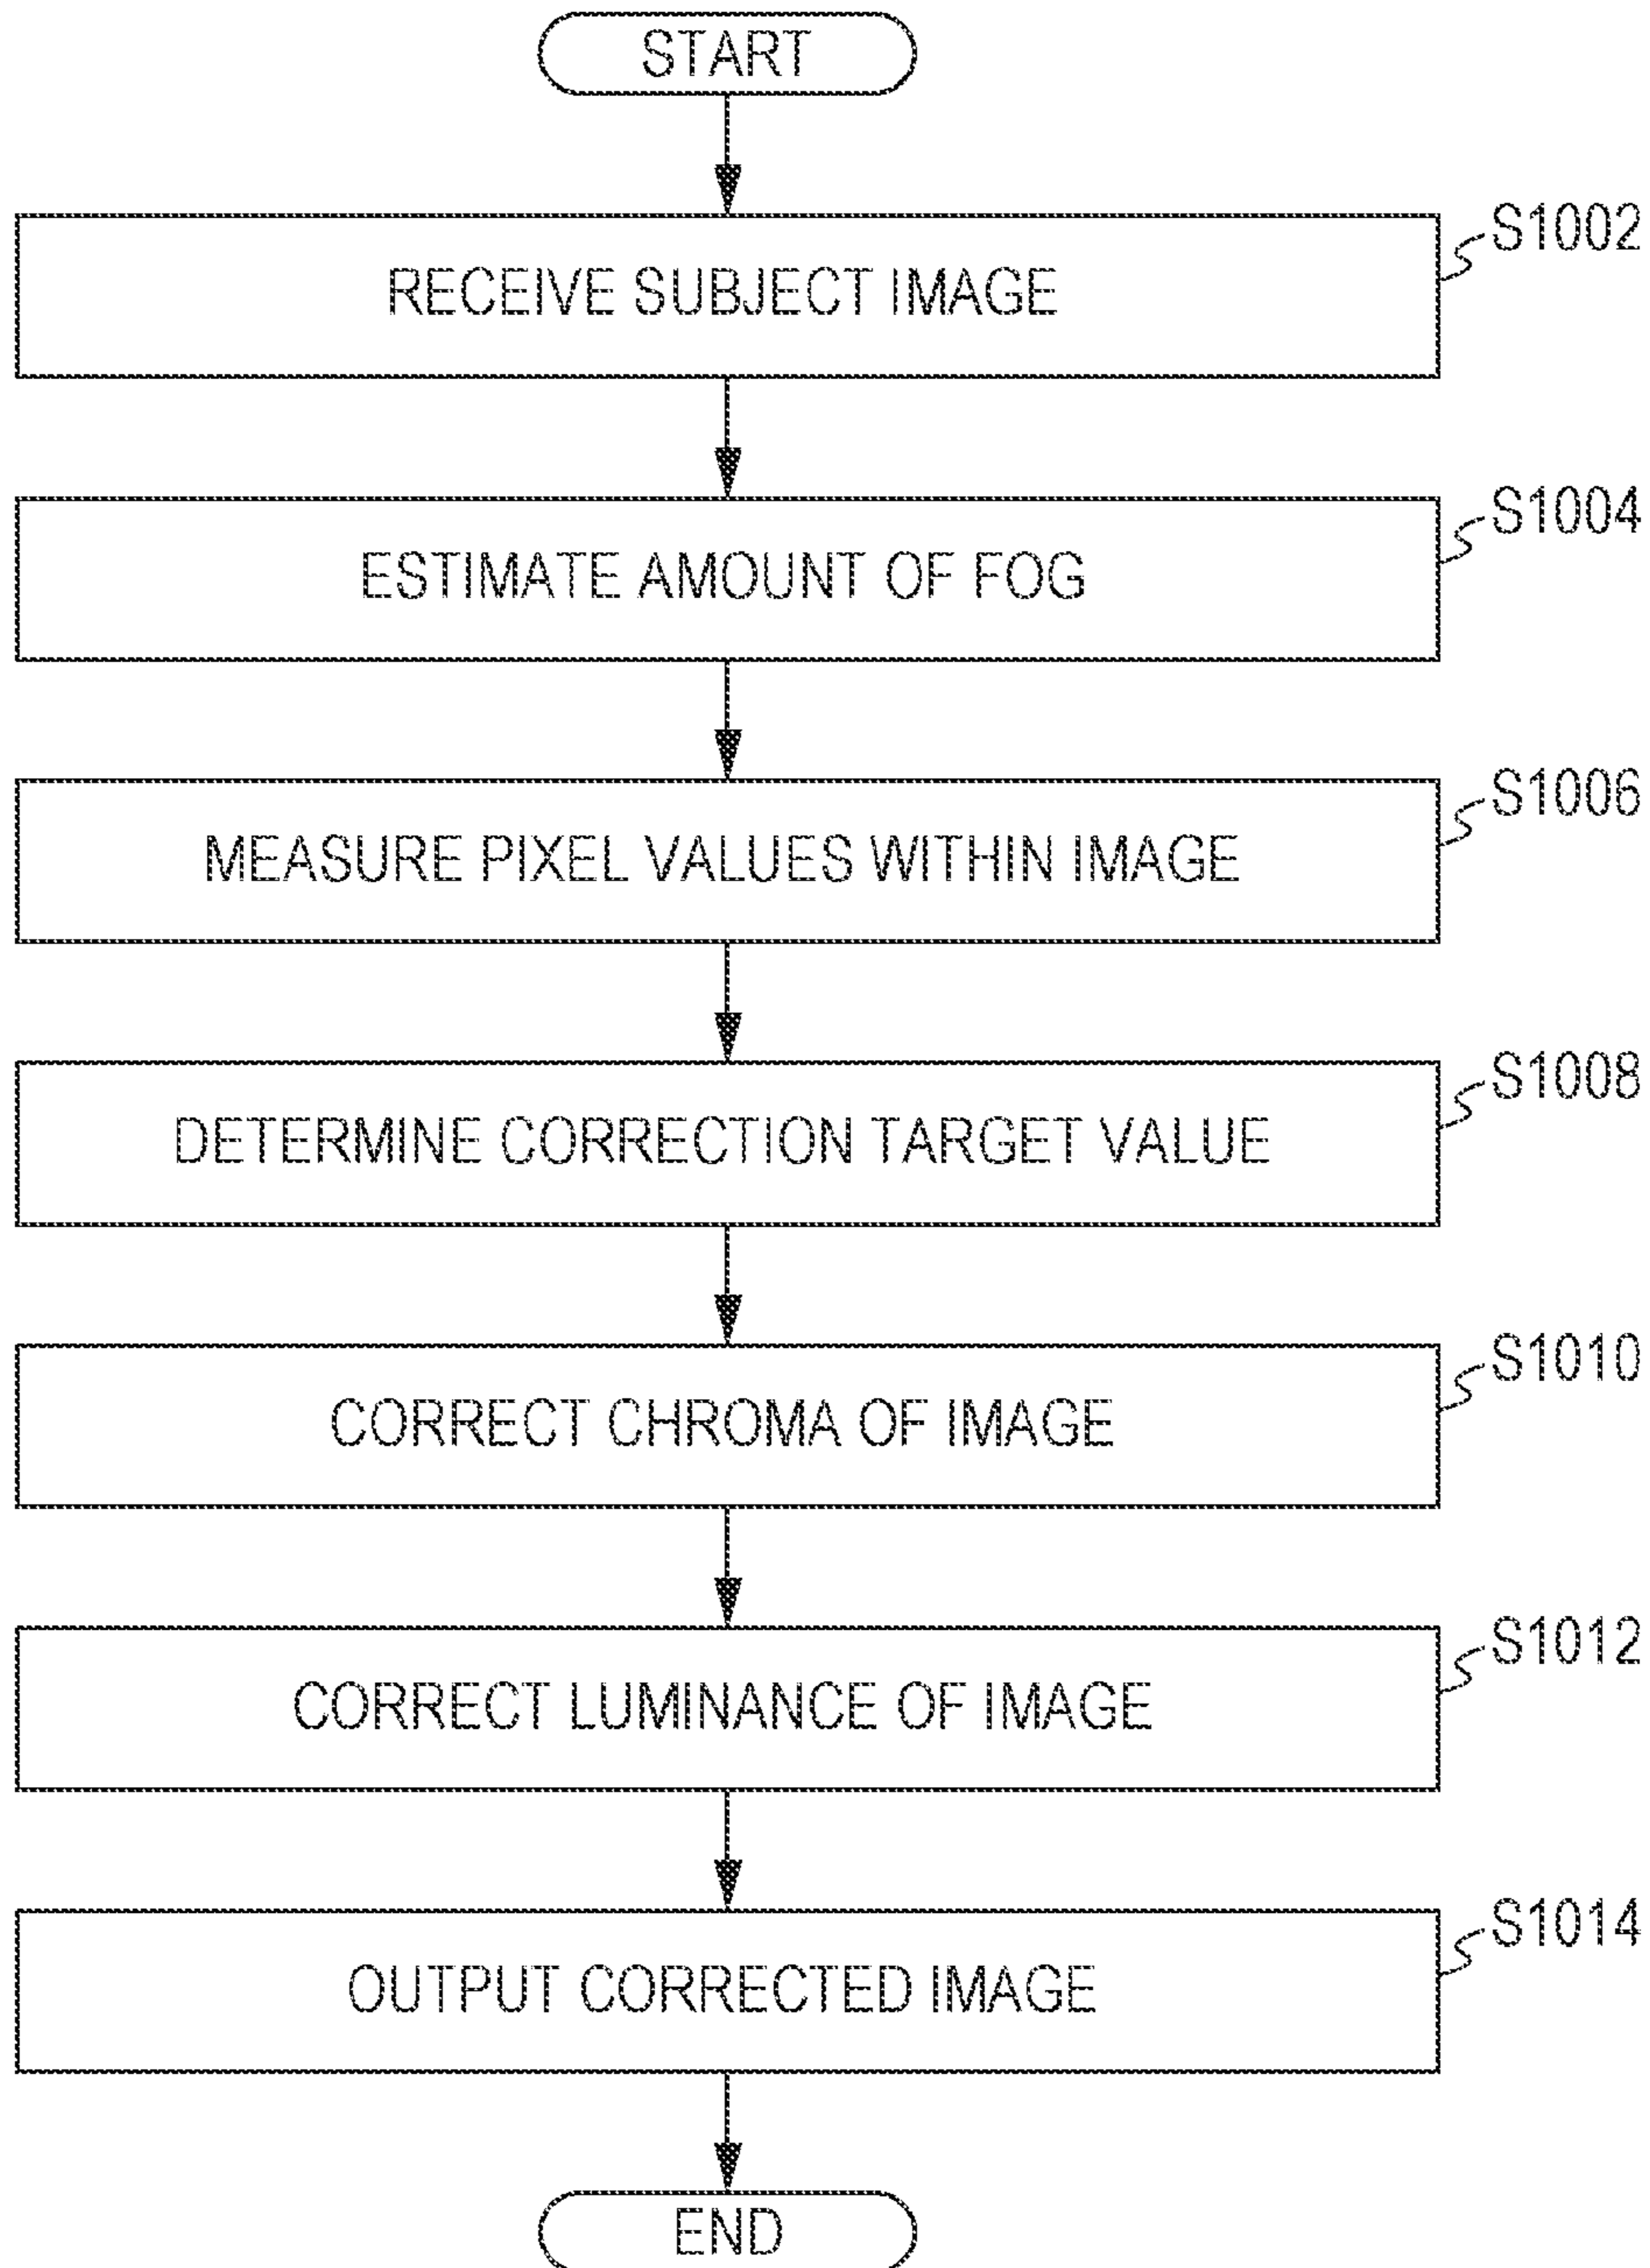 START
RECEIVE SUBJECT IMAGE
S1002
ESTIMATE AMOUNT OF FOG
S1004
MEASURE PIXEL VALUES WITHIN IMAGE
S1006
DETERMINE CORRECTION TARGET VALUE
S1008
CORRECT CHROMA OF IMAGE
S1010
CORRECT LUMINANCE OF IMAGE
S1012
OUTPUT CORRECTED IMAGE
S1014
END